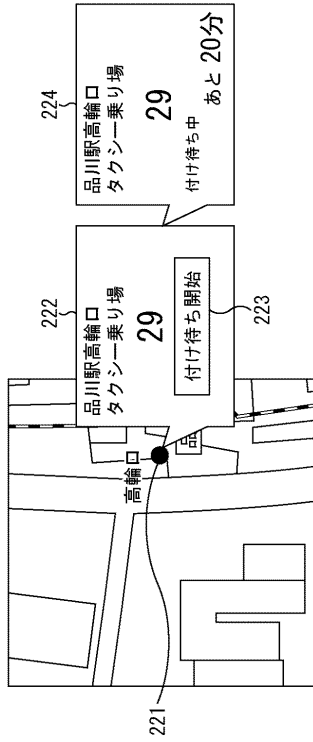 224
品川駅高輪口
タクシー乗り場
29
付け待ち中
あと 20分
222
品川駅高輪口
タクシー乗り場
29
付け待ち開始
223
高輪口
品
221